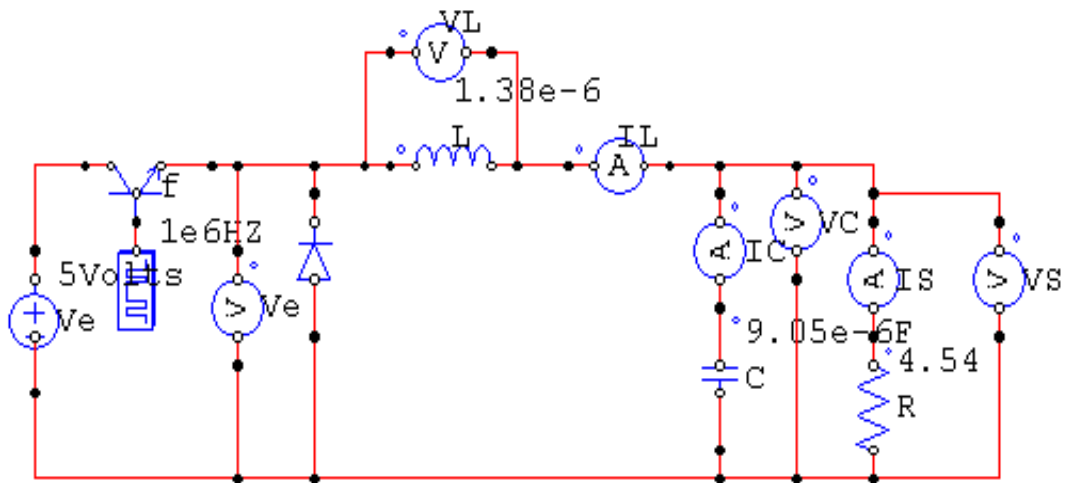 VL
V
1.38e-6
L
IL
A
f
1e6HZ
5Volts
Ve
V
Ve
A
IC
V
VC
A
IS
V
VS
9.05e-6F
C
4.54
R